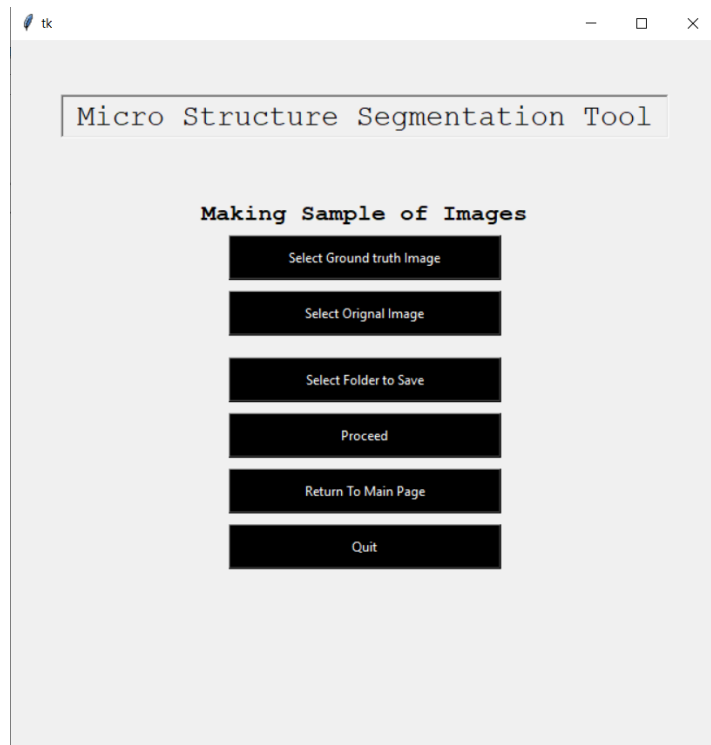 tk
Micro Structure Segmentation Tool
Making Sample of Images
Select Ground truth Image
Select Orignal Image
Select Folder to Save
Proceed
Return To Main Page
Quit